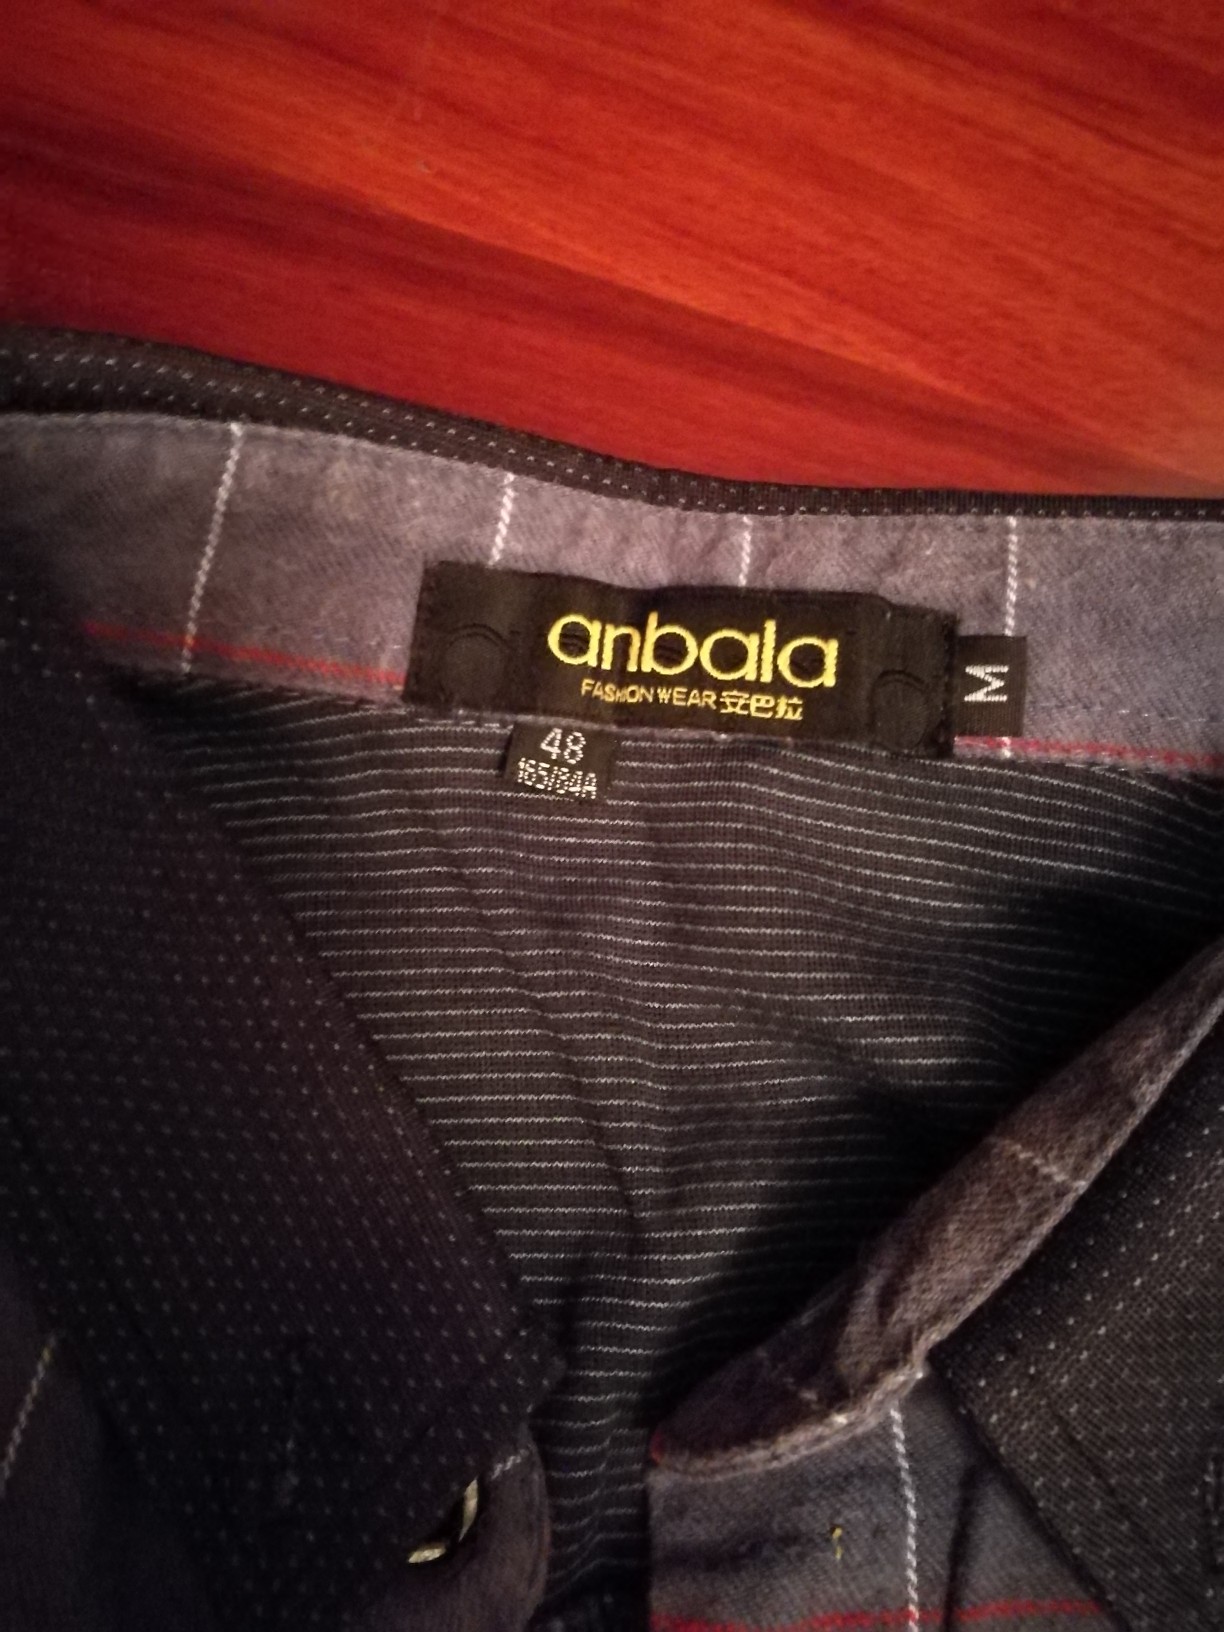 anbala
FASHION WEAR 安巴拉
M
48
165/84A